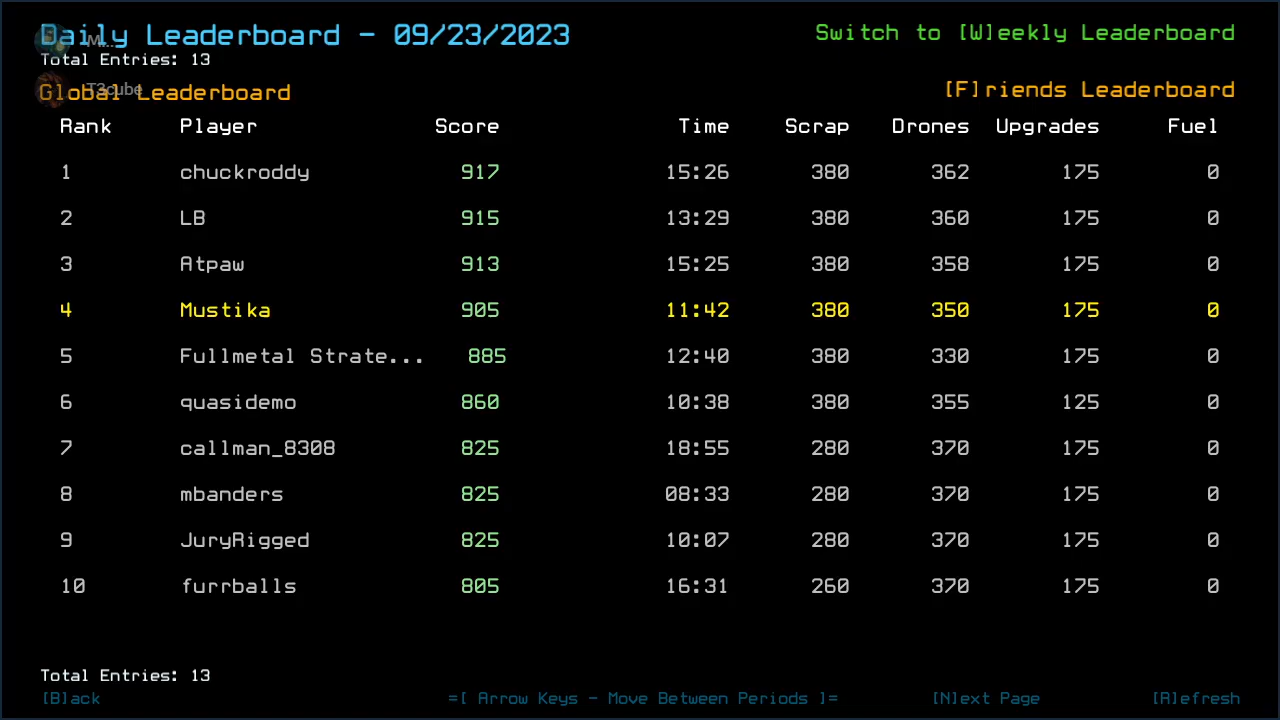 Daily Leaderboard - 09/23/2023 Switch to [W]eekly Leaderboard
Total Entries: 13
T3cube
Global Leaderboard [F]riends Leaderboard
Rank Player Score Time Scrap Drones Upgrades Fuel
1 chuckroddy 917 15:26 380 362 175 0
2 LB 915 13:29 380 360 175 0
3 Atpaw 913 15:25 380 358 175 0
4 Mustika 905 11:42 380 350 175 0
5 Fullmetal Strate... 885 12:40 380 330 175 0
6 quasidemo 860 10:38 380 355 125 0
7 callman_8308 825 18:55 280 370 175 0
8 mbanders 825 08:33 280 370 175 0
9 JuryRigged 825 10:07 280 370 175 0
10 furrballs 805 16:31 260 370 175 0
Total Entries: 13
[B]ack =[ Arrow Keys - Move Between Periods ]= [N]ext Page [R]efresh